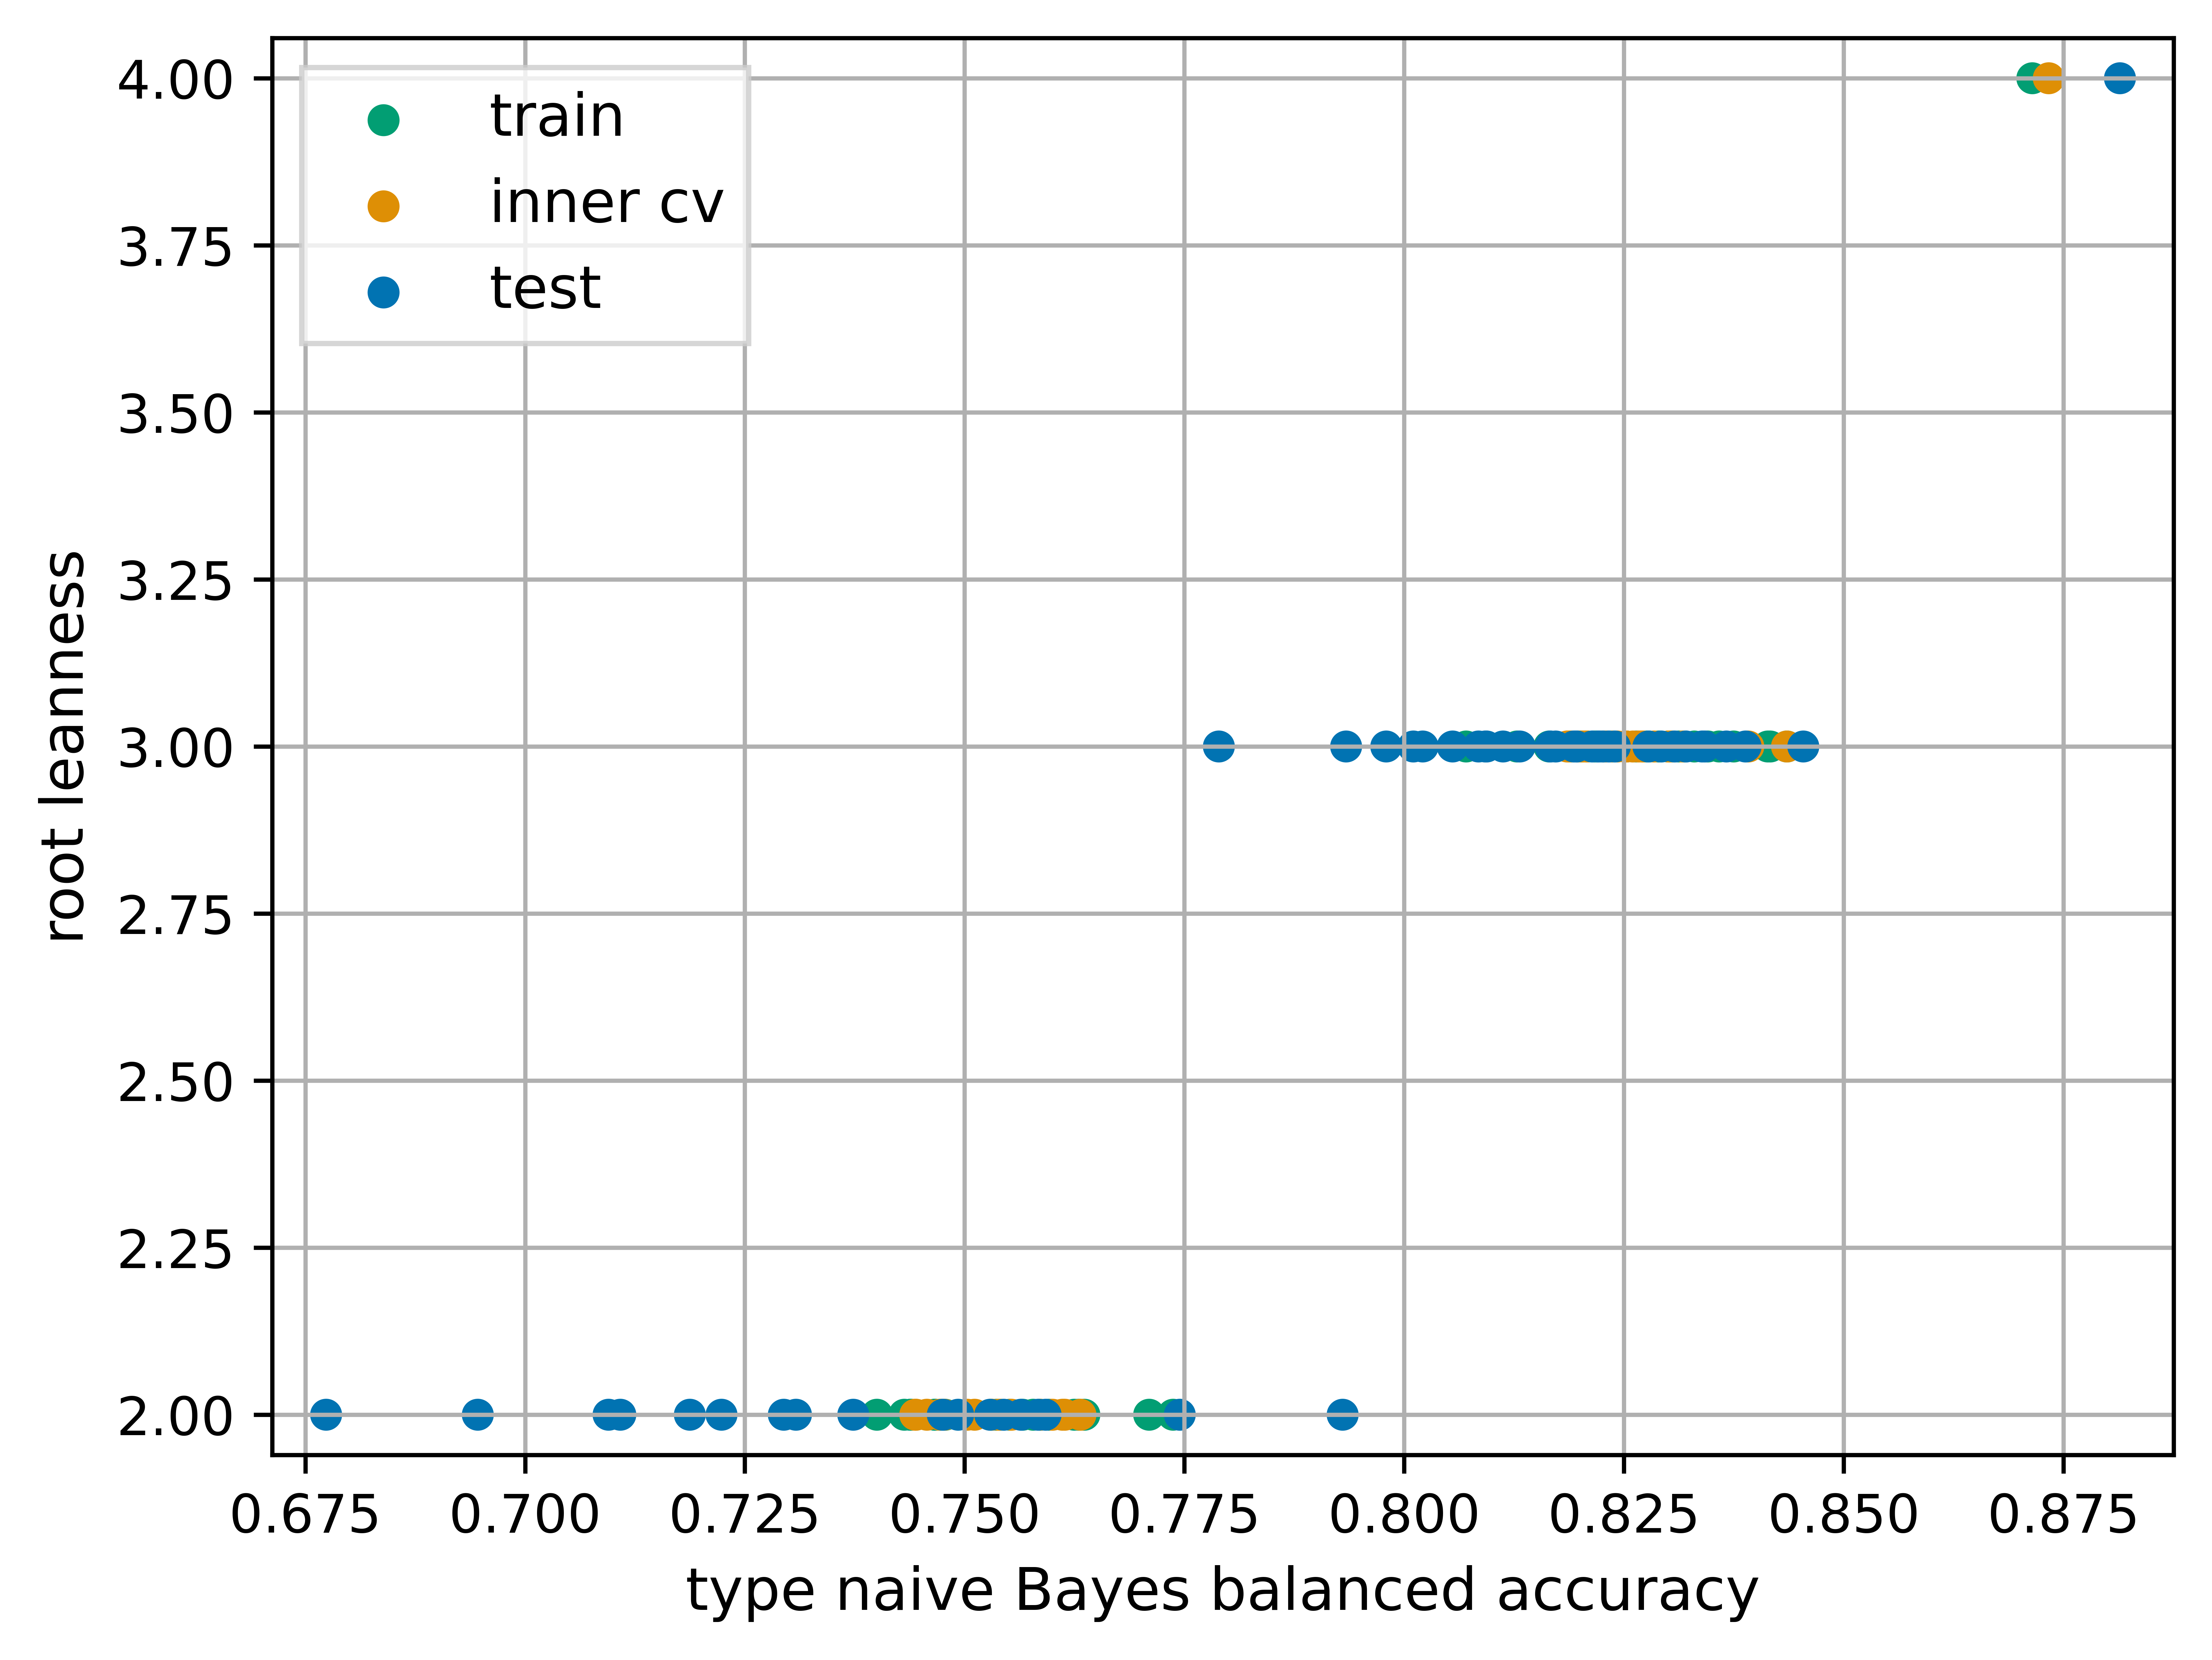 4.00
3.75
3.50
3.25
3.00
2.75
2.50
2.25
2.00
root leanness
train
inner cv
test
0.675 0.700 0.725 0.750 0.775 0.800 0.825 0.850 0.875
type naive Bayes balanced accuracy